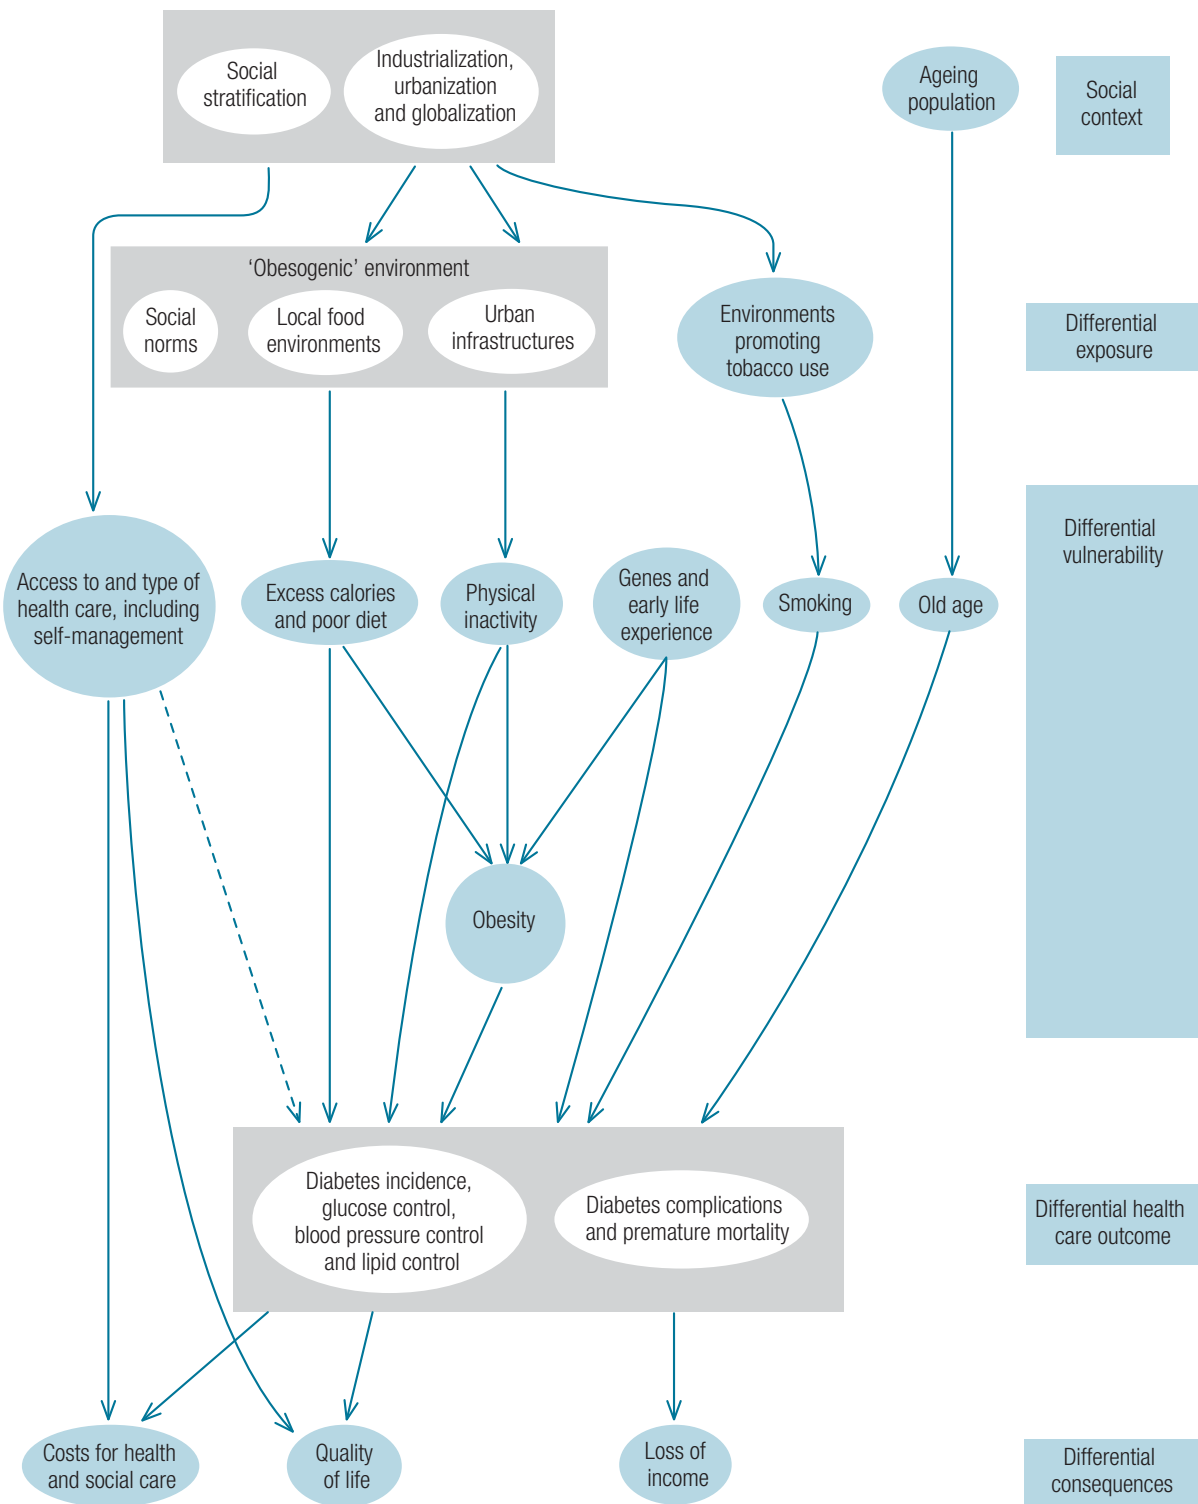 Social
stratification
Industrialization,
urbanization
and globalization
Ageing
population
Social
context
‘Obesogenic’ environment
Social
norms
Local food
environments
Urban
infrastructures
Environments
promoting
tobacco use
Differential
exposure
Differential
vulnerability
Access to and type of
health care, including
self-management
Excess calories
and poor diet
Physical
inactivity
Genes and
early life
experience
Smoking
Old age
Obesity
Diabetes incidence,
glucose control,
blood pressure control
and lipid control
Diabetes complications
and premature mortality
Differential health
care outcome
Costs for health
and social care
Quality
of life
Loss of
income
Differential
consequences